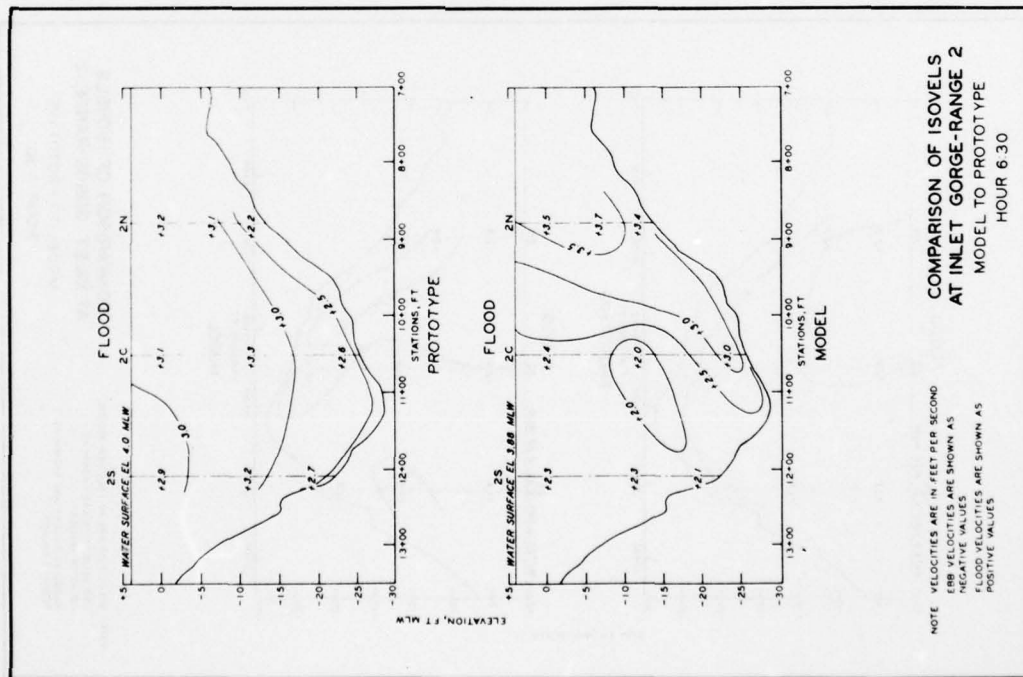 FLOOD
2S 2C 2N
WATER SURFACE EL 4.0 MLW
+2.9 +3.1 +3.2
3.0
+3.1
+3.2 +3.3 +2.2
+3.0
+2.5
+2.7 +2.6
+5
0
-5
-10
-15
-20
-25
-30
13+00 12+00 11+00 10+00 9+00 8+00 7+00
STATIONS, FT
PROTOTYPE
ELEVATION, FT MLW
FLOOD
2S 2C 2N
WATER SURFACE EL 3.88 MLW
+2.3 +2.4 +3.5
+3.5
+3.7
+2.3 +2.0 +3.4
+2.0
+3.0
+2.5
+2.1 +3.0
+5
0
-5
-10
-15
-20
-25
-30
13+00 12+00 11+00 10+00 9+00 8+00 7+00
STATIONS, FT
MODEL
NOTE VELOCITIES ARE IN FEET PER SECOND
EBB VELOCITIES ARE SHOWN AS
NEGATIVE VALUES
FLOOD VELOCITIES ARE SHOWN AS
POSITIVE VALUES
COMPARISON OF ISOVELS
AT INLET GORGE-RANGE 2
MODEL TO PROTOTYPE
HOUR 6:30